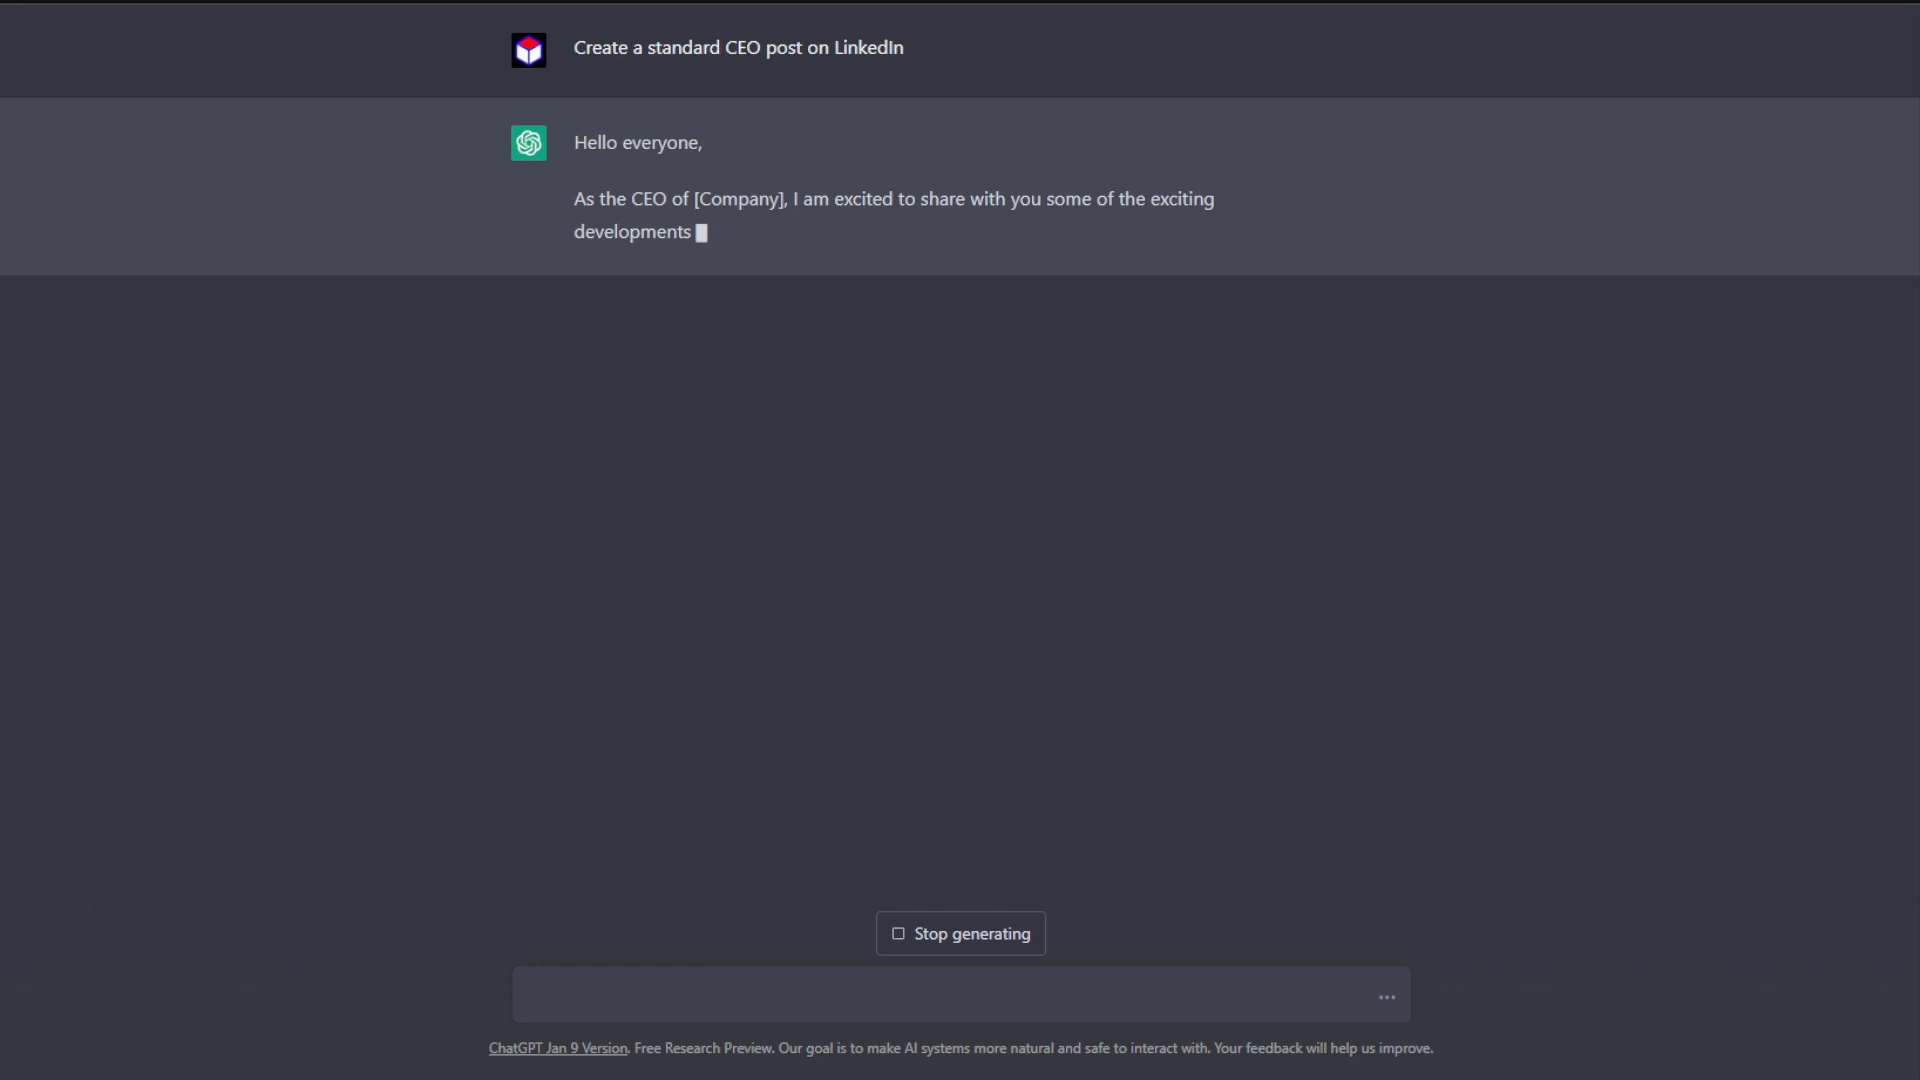 Create a standard CEO post on LinkedIn
Hello everyone,
As the CEO of [Company], I am excited to share with you some of the exciting
developments
Stop generating
ChatGPT Jan 9 Version. Free Research Preview. Our goal is to make AI systems more natural and safe to interact with. Your feedback will help us improve.